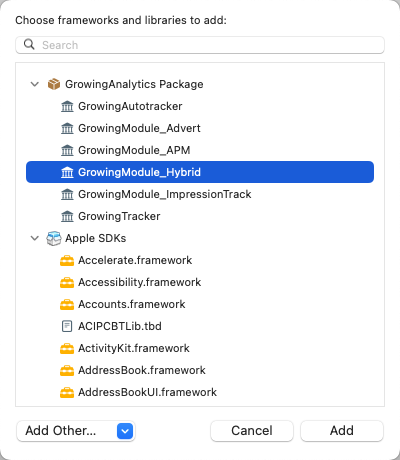 Choose frameworks and libraries to add:
Search
GrowingAnalytics Package
GrowingAutotracker
GrowingModule_Advert
GrowingModule_APM
GrowingModule_Hybrid
GrowingModule_ImpressionTrack
GrowingTracker
Apple SDKs
Accelerate.framework
Accessibility.framework
Accounts.framework
ACIPCBTLib.tbd
ActivityKit.framework
AddressBook.framework
AddressBookUI.framework
Add Other... Cancel Add